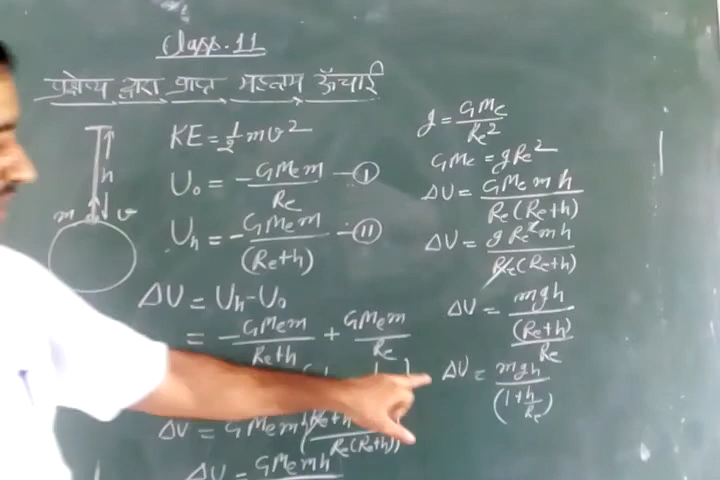 Class-11
प्रक्षेप्य द्वारा प्राप्त महत्तम ऊँचाई
h
m v
KE = 1/2 mv²
U₀ = -GMₑm/Rₑ —(I)
Uₕ = -GMₑm/(Rₑ+h) —(II)
ΔU = Uₕ-U₀
= -GMₑm/Rₑ+h + GMₑm/Rₑ
ΔU = GMₑmh
g = GMₑ/Rₑ²
GMₑ = gRₑ²
ΔU = GMₑmh/Rₑ(Rₑ+h)
ΔU = gRₑ²mh/Rₑ(Rₑ+h)
ΔU = mgh/(Rₑ+h)/Rₑ
ΔU = mgh/(1+h/Rₑ)